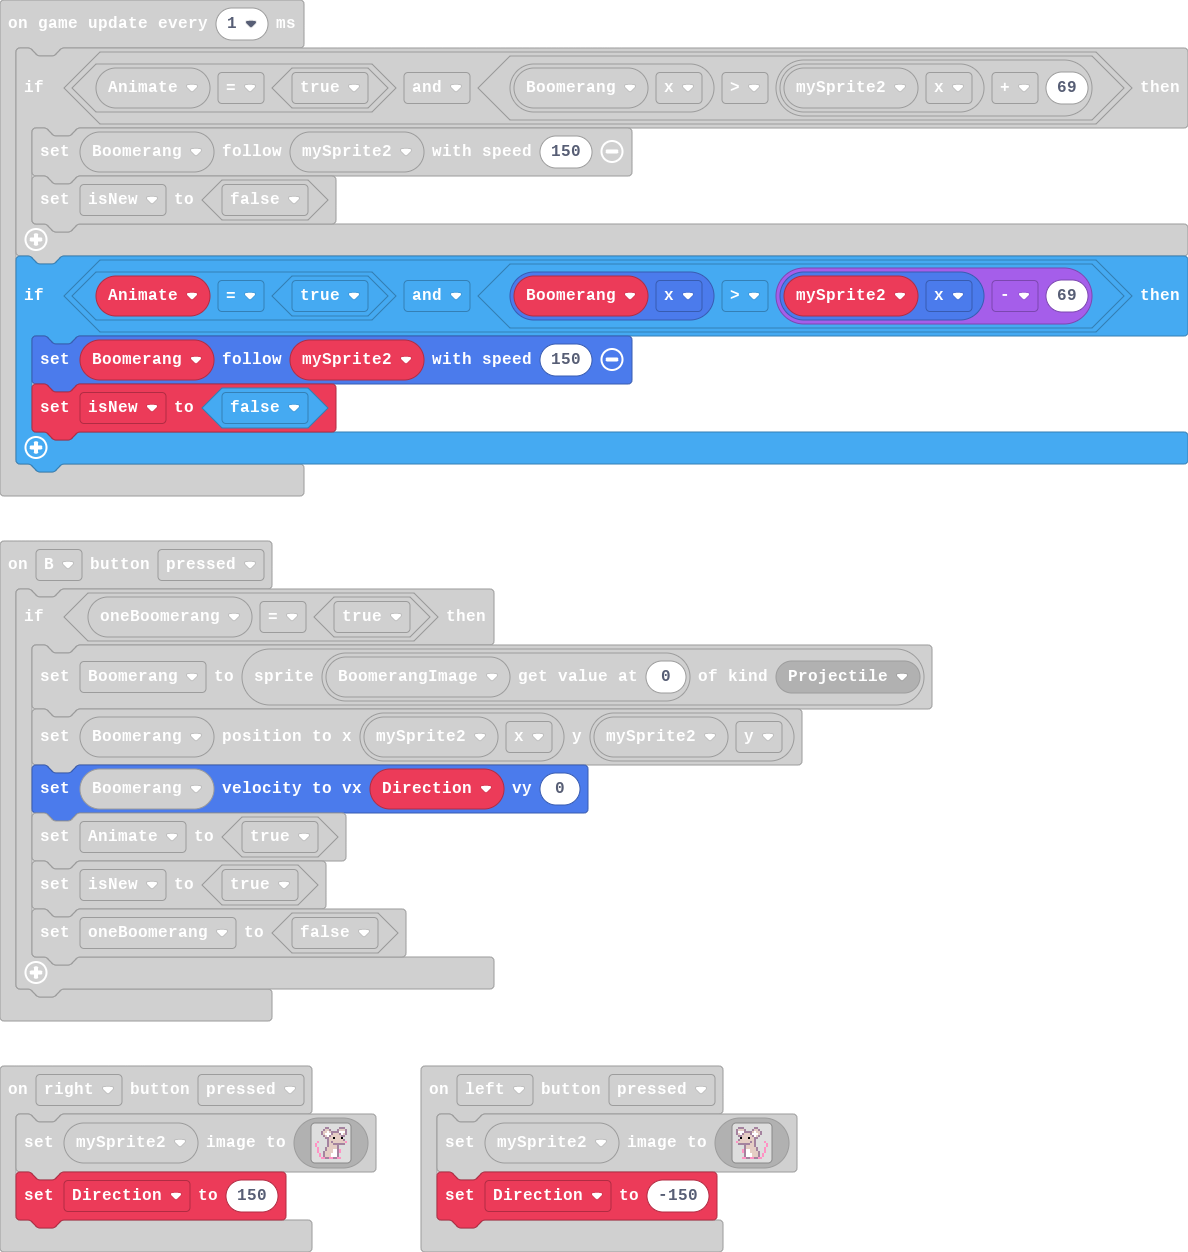 on game update every 1 ms
if Animate = true and Boomerang x > mySprite2 x + 69 then
set Boomerang follow mySprite2 with speed 150
set isNew to false
if Animate = true and Boomerang x > mySprite2 x - 69 then
set Boomerang follow mySprite2 with speed 150
set isNew to false
on B button pressed
if oneBoomerang = true then
set Boomerang to sprite BoomerangImage get value at 0 of kind Projectile
set Boomerang position to x mySprite2 x y mySprite2 y
set Boomerang velocity to vx Direction vy 0
set Animate to true
set isNew to true
set oneBoomerang to false
on right button pressed
set mySprite2 image to
set Direction to 150
on left button pressed
set mySprite2 image to
set Direction to -150